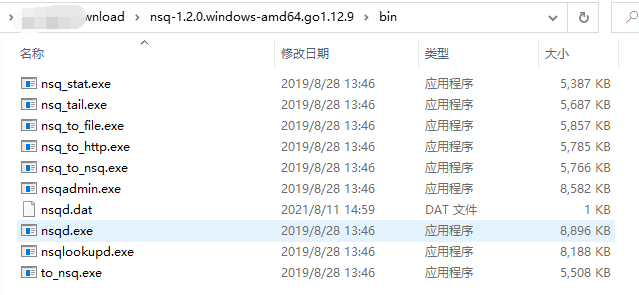 wnload > nsq-1.2.0.windows-amd64.go1.12.9 > bin
名称 修改日期 类型 大小
nsq_stat.exe 2019/8/28 13:46 应用程序 5,387 KB
nsq_tail.exe 2019/8/28 13:46 应用程序 5,687 KB
nsq_to_file.exe 2019/8/28 13:46 应用程序 5,857 KB
nsq_to_http.exe 2019/8/28 13:46 应用程序 5,785 KB
nsq_to_nsq.exe 2019/8/28 13:46 应用程序 5,766 KB
nsqadmin.exe 2019/8/28 13:46 应用程序 8,582 KB
nsqd.dat 2021/8/11 14:59 DAT 文件 1 KB
nsqd.exe 2019/8/28 13:46 应用程序 8,896 KB
nsqlookupd.exe 2019/8/28 13:46 应用程序 8,188 KB
to_nsq.exe 2019/8/28 13:46 应用程序 5,508 KB